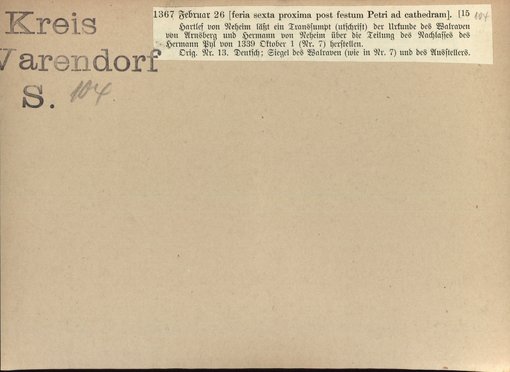 Kreis
Warendorf
S. 104.
1367 Februar 26 [feria sexta proxima post festum Petri ad cathedram]. [15 104
Hartlef von Neheim läßt ein Transsumpt (utschrift) der Urkunde des Walraven
von Arnsberg und Hermann von Neheim über die Teilung des Nachlasses des
Hermann Pyl von 1339 Oktober 1 (Nr. 7) herstellen.
Orig. Nr. 13. Deutsch; Siegel des Walraven (wie in Nr. 7) und des Ausstellers.